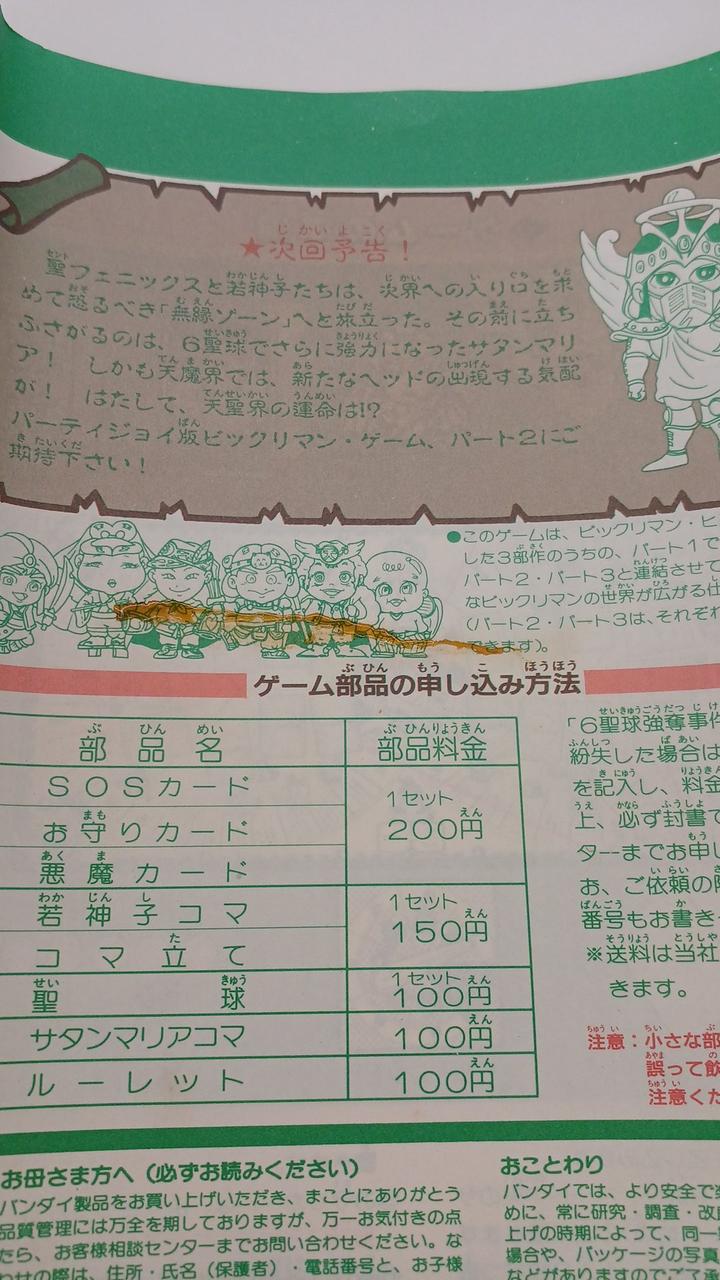 ★次回予告！
聖フェニックスと若神子たちは、次界への入り口を求
めて恐るべき「無縁ゾーン」へと旅立った。その前に立ち
ふさがるのは、6聖球でさらに強力になったサタンマリ
ア！　しかも天魔界では、新たなヘッドの出現する気配
が！　はたして、天聖界の運命は!?
パーティジョイ版ビックリマン・ゲーム、パート2にご
期待下さい！
●このゲームは、ビックリマン・ヒ
した3部作のうちの、パート1で
パート2・パート3と連結させて
なビックリマンの世界が広がる仕
(パート2・パート3は、それぞれ
できます)。
ゲーム部品の申し込み方法
部品名 部品料金
SOSカード
お守りカード
悪魔カード
1セット
200円
若神子コマ
コマ立て
1セット
150円
聖球 1セット
100円
サタンマリアコマ 100円
ルーレット 100円
「6聖球強奪事件
紛失した場合は
を記入し、料金
上、必ず封書で
ターまでお申し
お、ご依頼の際
番号もお書き
※送料は当社
きます。
注意：小さな部
誤って飲
注意くだ
お母さま方へ（必ずお読みください）
バンダイ製品をお買い上げいただき、まことにありがとう
品質管理には万全を期しておりますが、万一お気付きの点
たら、お客様相談センターまでお問い合わせください。な
わせの際は、住所・氏名（保護者）・電話番号と、お子様
おことわり
バンダイでは、より安全で
めに、常に研究・調査・改
上げの時期によって、同一
場合や、パッケージの写真
などがありますのでご了